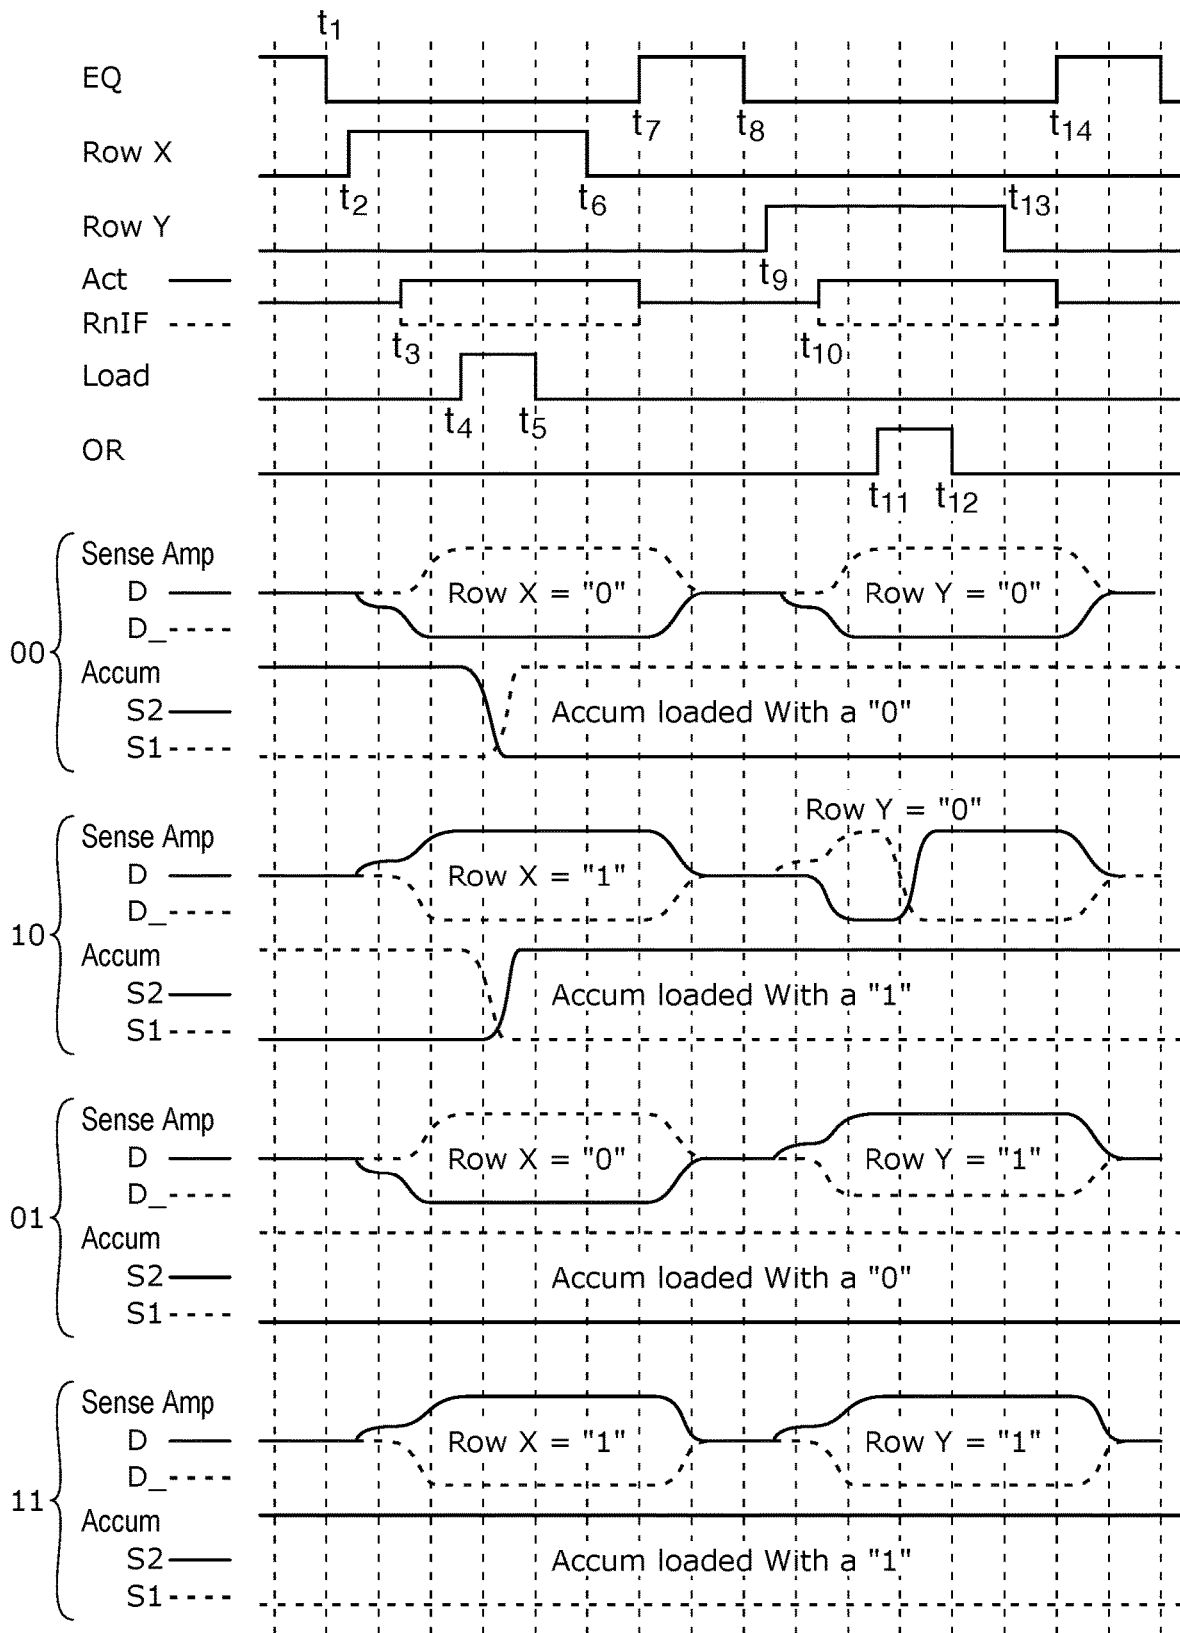 t1
EQ
t7 t8 t14
Row X
t2 t6
t13
Row Y
t9
Act
RnIF
t3 t10
Load
t4 t5
OR
t11 t12
00
Sense Amp
D
D_
Row X = "0" Row Y = "0"
Accum
S2
S1
Accum loaded With a "0"
10
Row Y = "0"
Sense Amp
D
D_
Row X = "1"
Accum
S2
S1
Accum loaded With a "1"
01
Sense Amp
D
D_
Row X = "0" Row Y = "1"
Accum
S2
S1
Accum loaded With a "0"
11
Sense Amp
D
D_
Row X = "1" Row Y = "1"
Accum
S2
S1
Accum loaded With a "1"